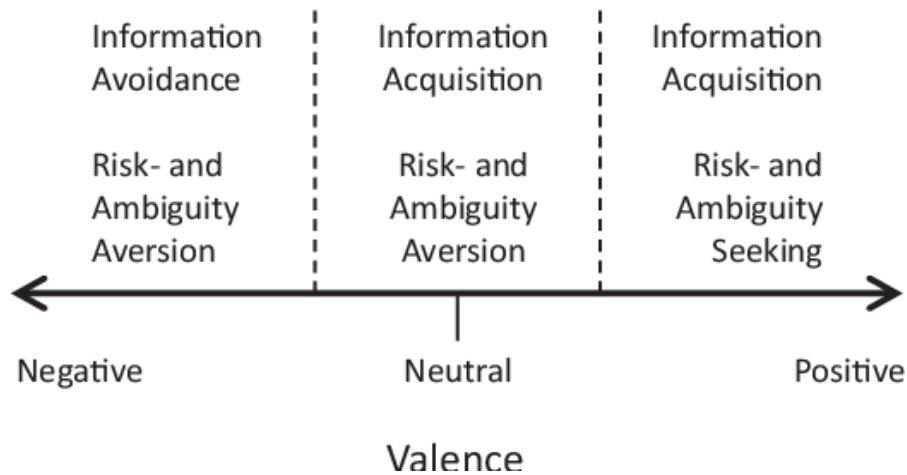 Information
Avoidance
Risk- and
Ambiguity
Aversion
Information
Acquisition
Risk- and
Ambiguity
Aversion
Information
Acquisition
Risk- and
Ambiguity
Seeking
Negative
Neutral
Positive
Valence